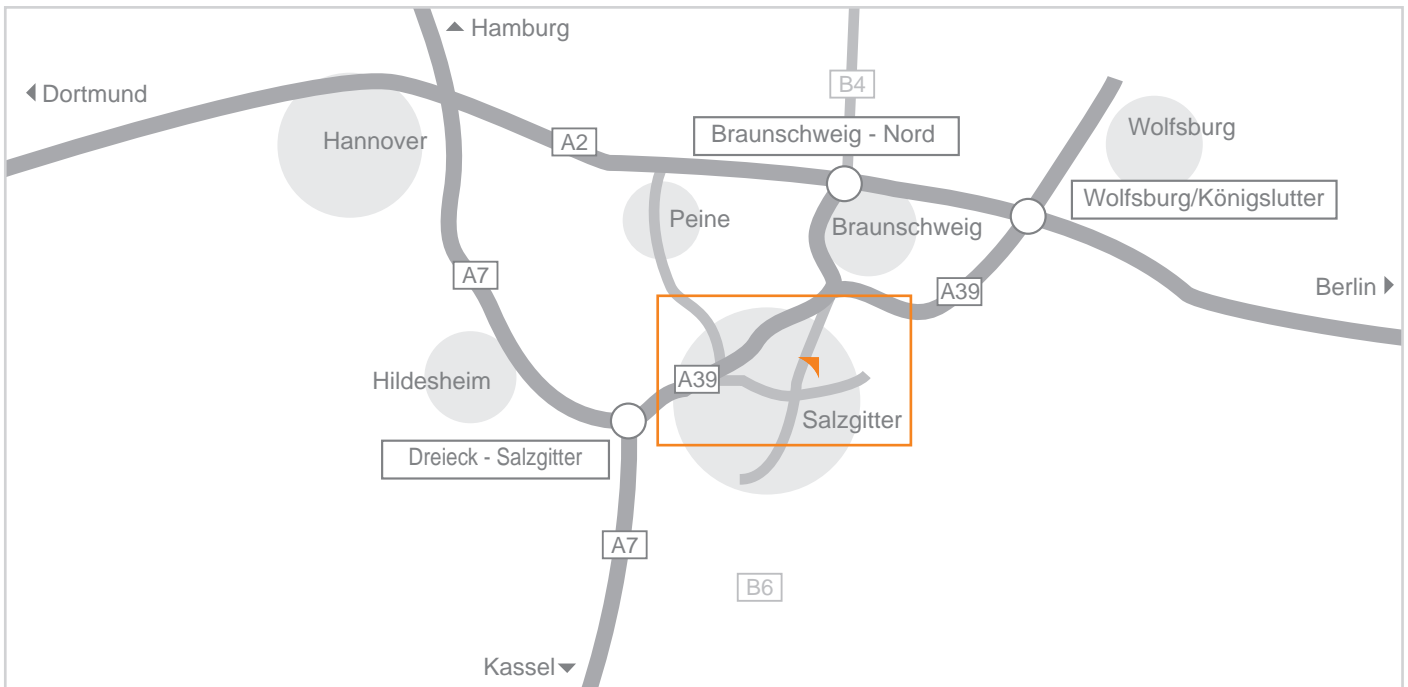 Hamburg
Dortmund
B4
Hannover
A2
Braunschweig - Nord
Wolfsburg
Wolfsburg/Königslutter
Peine
Braunschweig
A7
A39
Berlin
Hildesheim
A39
Salzgitter
Dreieck - Salzgitter
A7
B6
Kassel